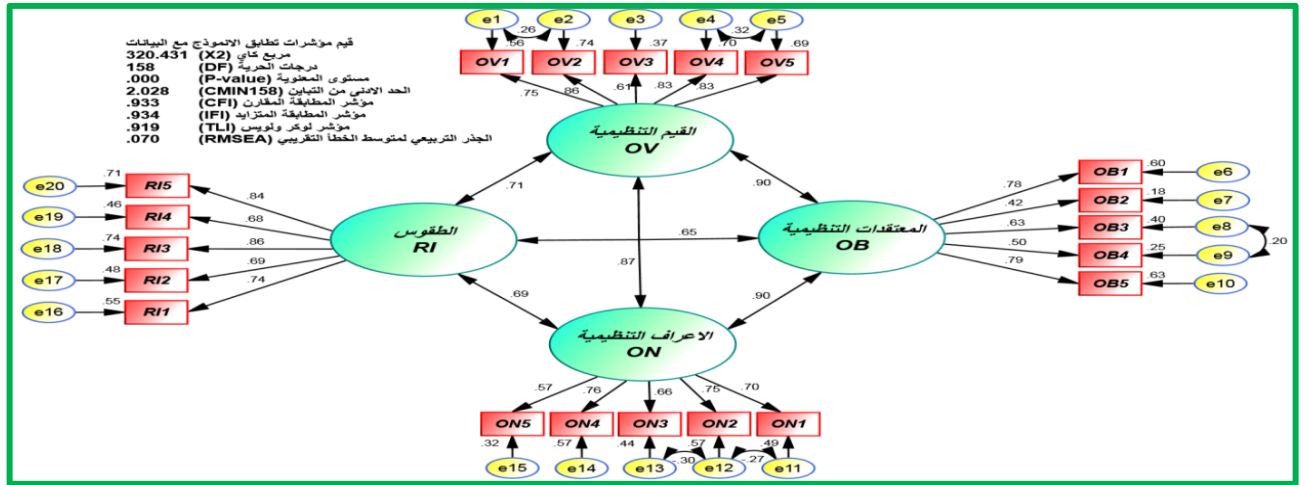 قيم مؤشرات تطابق الانموذج مع البيانات
مربع كاي (X2) 320.431
درجات الحرية (DF) 158
مستوى المعنوية (P-value) .000
الحد الادنى من التباين (CMIN158) 2.028
مؤشر المطابقة المقارن (CFI) .933
مؤشر المطابقة المتزايد (IFI) .934
مؤشر لوكر ولويس (TLI) .919
الجذر التربيعي لمتوسط الخطأ التقريبي (RMSEA) .070
e1 e2 e3 e4 e5
.26 .32
.56 .74 .37 .70 .69
OV1 OV2 OV3 OV4 OV5
.75 .86 .61 .83 .83
القيم التنظيمية
OV
.71 .90
e20 .71 RI5 .84
e19 .46 RI4 .68
e18 .74 RI3 .86
e17 .48 RI2 .69
e16 .55 RI1 .74
الطقوس
RI
.65
.87
المعتقدات التنظيمية
OB
.78 OB1 .60 e6
.42 OB2 .18 e7
.63 OB3 .40 e8
.50 OB4 .25 e9
.79 OB5 .63 e10
.20
.69 .90
الاعراف التنظيمية
ON
.57 .76 .66 .75 .70
ON5 ON4 ON3 ON2 ON1
.32 .57 .44 .57 .49
-.30 -.27
e15 e14 e13 e12 e11